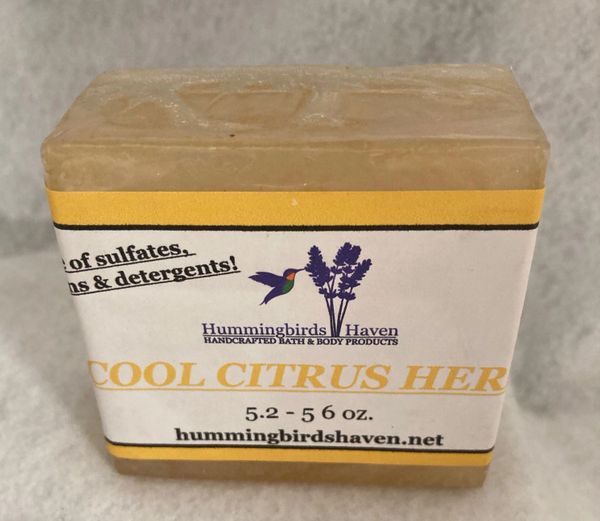 of sulfates,
& detergents!
Hummingbirds Haven
HANDCRAFTED BATH & BODY PRODUCTS
COOL CITRUS HER
5.2 - 5 6 oz.
hummingbirdshaven.net